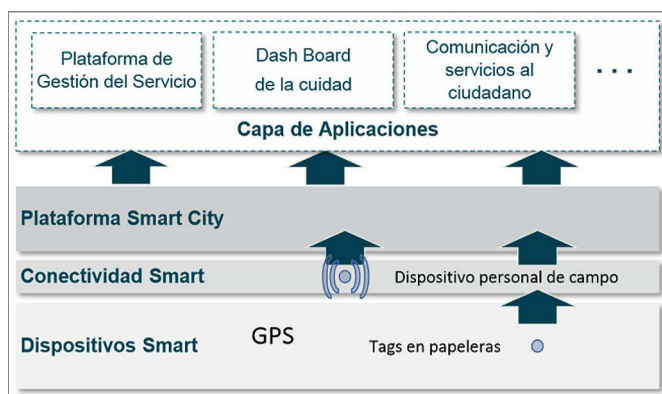 Plataforma de
Gestión del Servicio
Dash Board
de la cuidad
Comunicación y
servicios al
ciudadano
...
Capa de Aplicaciones
Plataforma Smart City
Conectividad Smart
Dispositivo personal de campo
Dispositivos Smart
GPS
Tags en papeleras